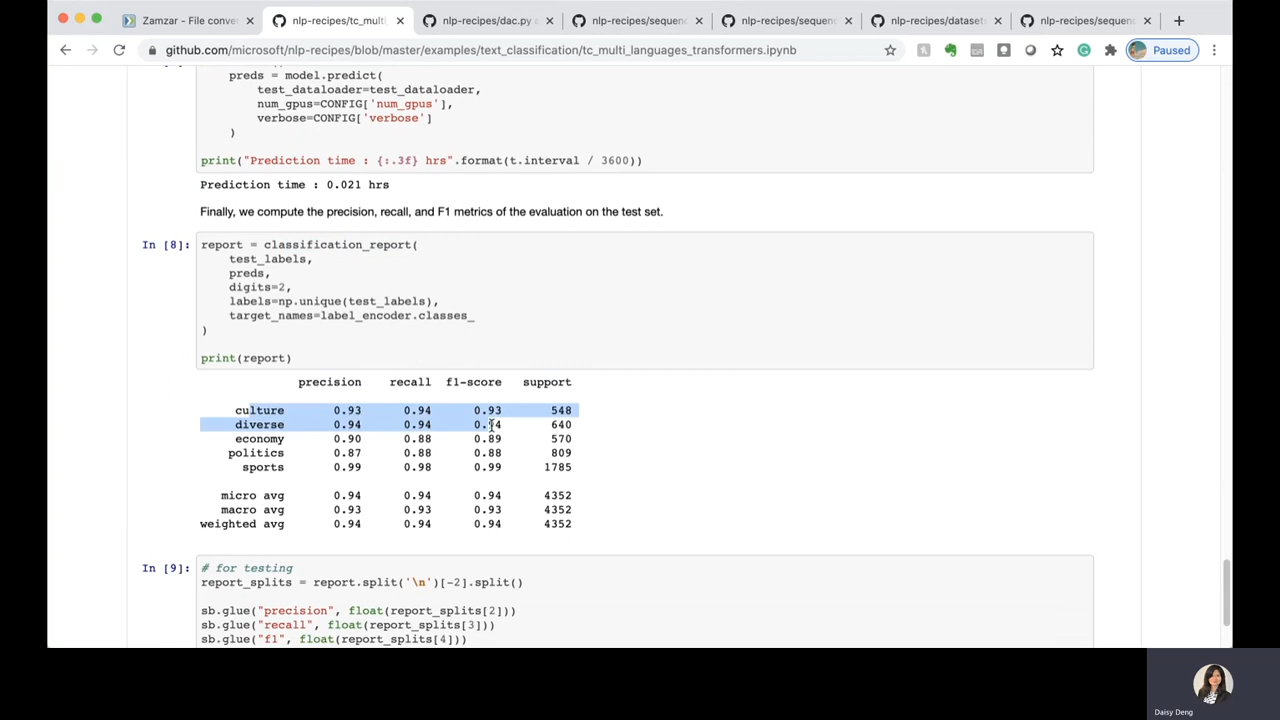 Zamzar - File conver
nlp-recipes/tc_multi_
nlp-recipes/dac.py a
nlp-recipes/sequenc
nlp-recipes/sequen
nlp-recipes/datasets
nlp-recipes/sequen
github.com/microsoft/nlp-recipes/blob/master/examples/text_classification/tc_multi_languages_transformers.ipynb
Paused
preds = model.predict(
test_dataloader=test_dataloader,
num_gpus=CONFIG['num_gpus'],
verbose=CONFIG['verbose']
)
print("Prediction time : {:.3f} hrs".format(t.interval / 3600))
Prediction time : 0.021 hrs
Finally, we compute the precision, recall, and F1 metrics of the evaluation on the test set.
In [8]: report = classification_report(
test_labels,
preds,
digits=2,
labels=np.unique(test_labels),
target_names=label_encoder.classes_
)
print(report)
precision recall f1-score support
culture 0.93 0.94 0.93 548
diverse 0.94 0.94 0.94 640
economy 0.90 0.88 0.89 570
politics 0.87 0.88 0.88 809
sports 0.99 0.98 0.99 1785
micro avg 0.94 0.94 0.94 4352
macro avg 0.93 0.93 0.93 4352
weighted avg 0.94 0.94 0.94 4352
In [9]: # for testing
report_splits = report.split('\n')[-2].split()
sb.glue("precision", float(report_splits[2]))
sb.glue("recall", float(report_splits[3]))
sb.glue("f1", float(report_splits[4]))
Daisy Deng